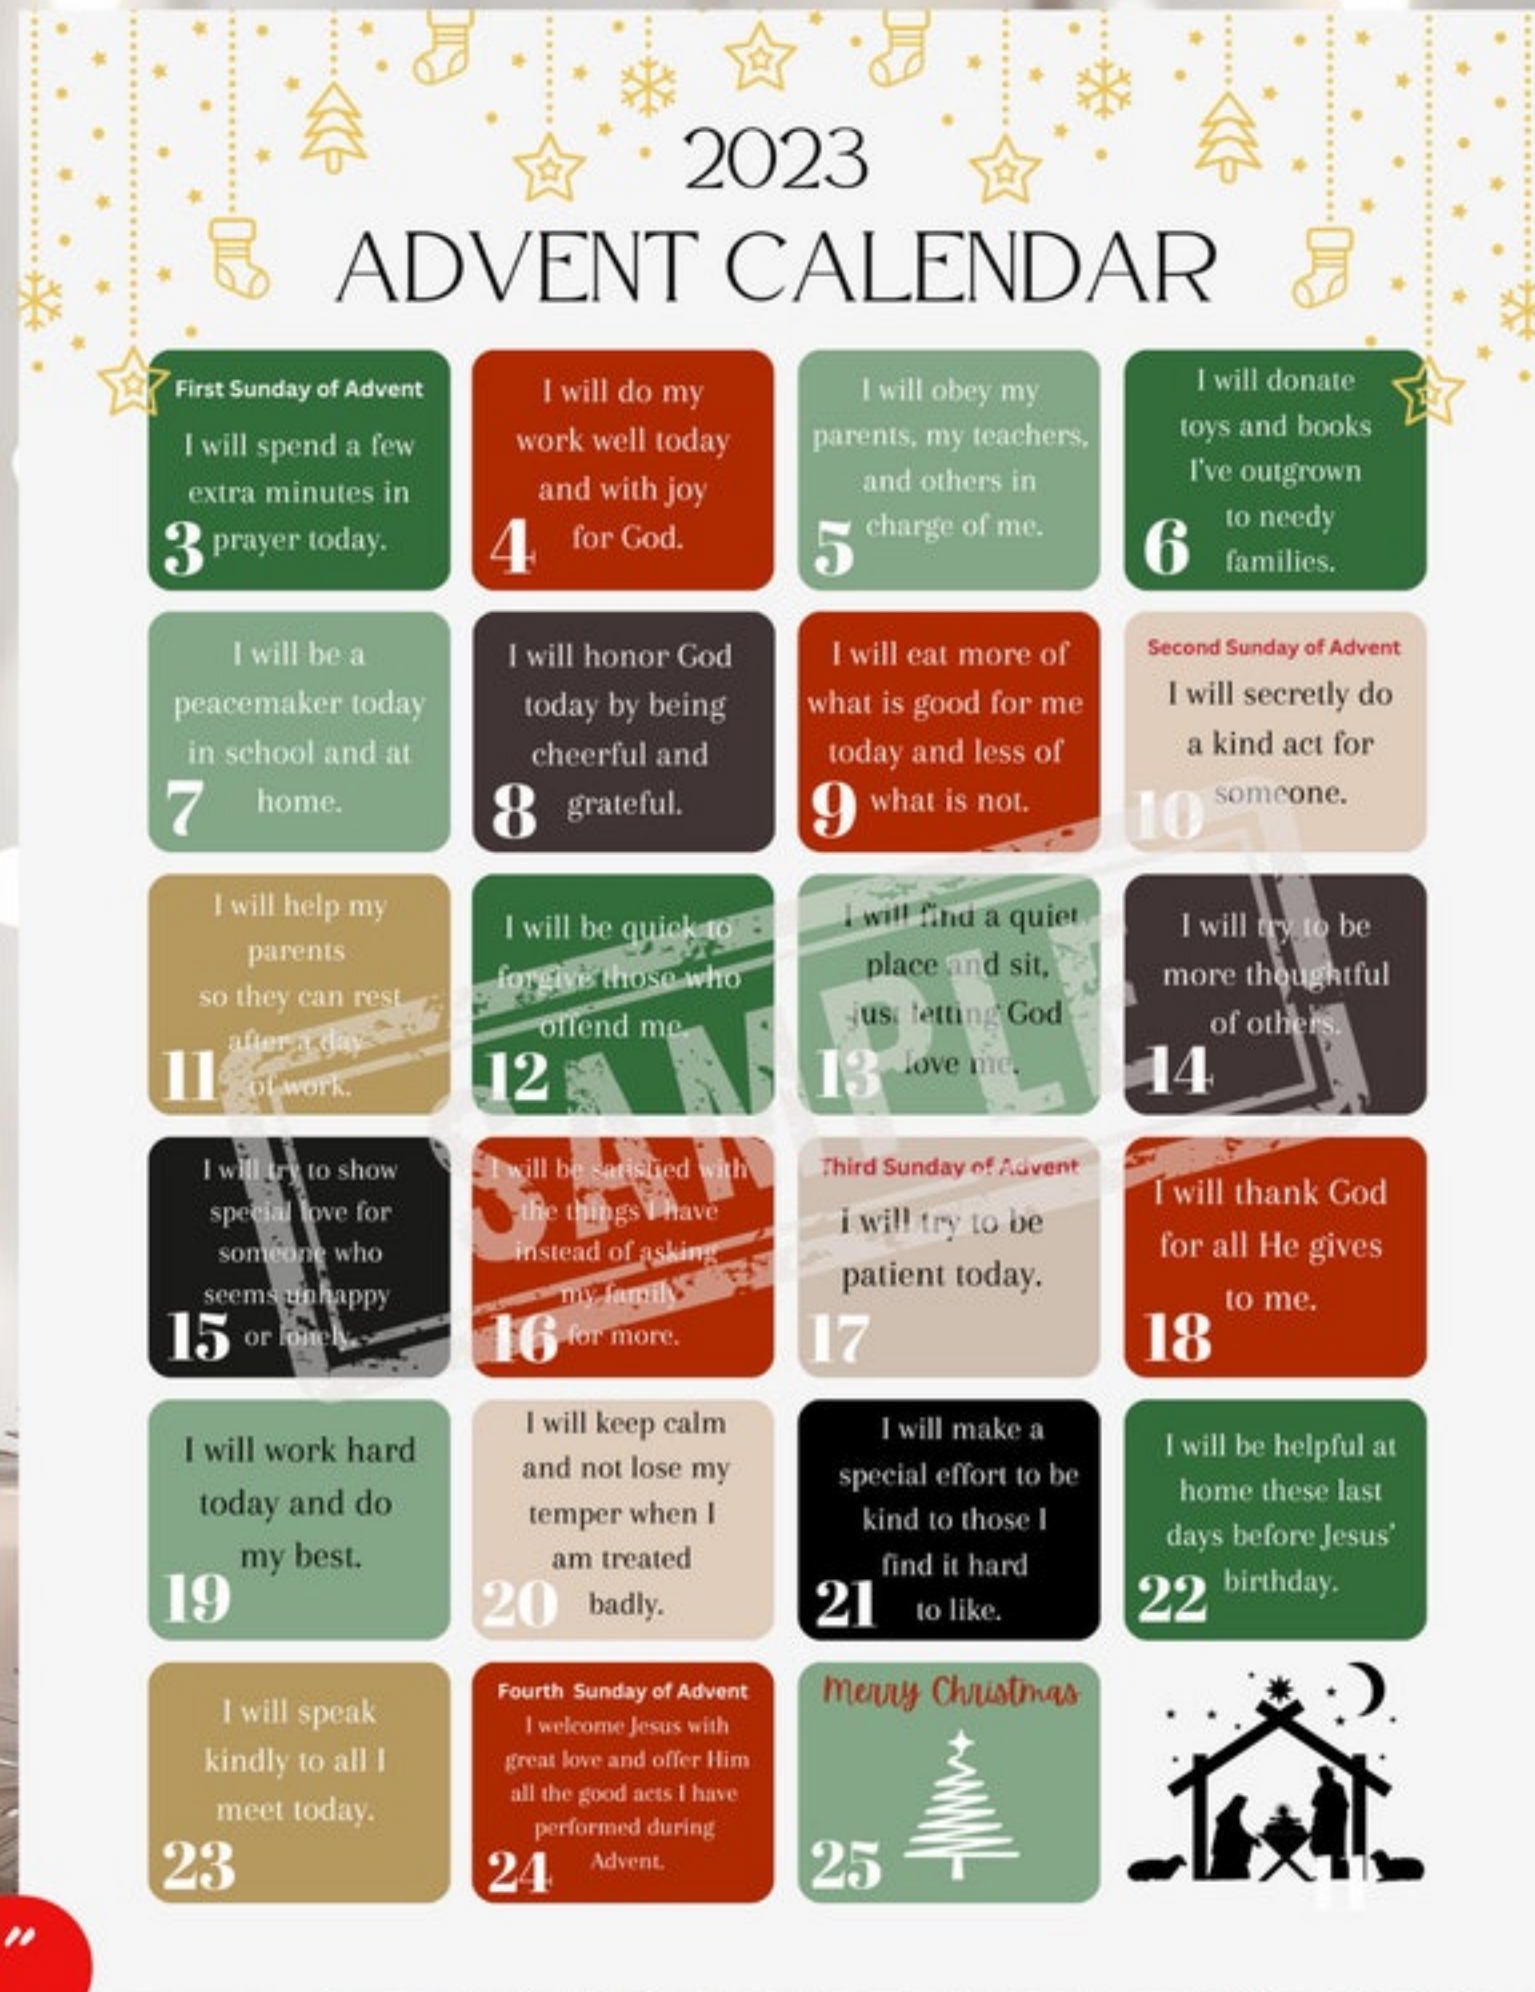 2023
ADVENT CALENDAR
First Sunday of Advent
I will spend a few
extra minutes in
prayer today.
3
I will do my
work well today
and with joy
for God.
4
I will obey my
parents, my teachers,
and others in
charge of me.
5
I will donate
toys and books
I've outgrown
to needy
families.
6
I will be a
peacemaker today
in school and at
home.
7
I will honor God
today by being
cheerful and
grateful.
8
I will eat more of
what is good for me
today and less of
what is not.
9
Second Sunday of Advent
I will secretly do
a kind act for
someone.
10
I will help my
parents
so they can rest
after a day
of work.
11
I will be quick to
forgive those who
offend me.
12
I will find a quiet
place and sit,
just letting God
love me.
13
I will try to be
more thoughtful
of others.
14
SAMPLE
I will try to show
special love for
someone who
seems unhappy
or lonely.
15
I will be satisfied with
the things I have
instead of asking
my family
for more.
16
Third Sunday of Advent
I will try to be
patient today.
17
I will thank God
for all He gives
to me.
18
I will work hard
today and do
my best.
19
I will keep calm
and not lose my
temper when I
am treated
badly.
20
I will make a
special effort to be
kind to those I
find it hard
to like.
21
I will be helpful at
home these last
days before Jesus'
birthday.
22
I will speak
kindly to all I
meet today.
23
Fourth Sunday of Advent
I welcome Jesus with
great love and offer Him
all the good acts I have
performed during
Advent.
24
Merry Christmas
25
11
"